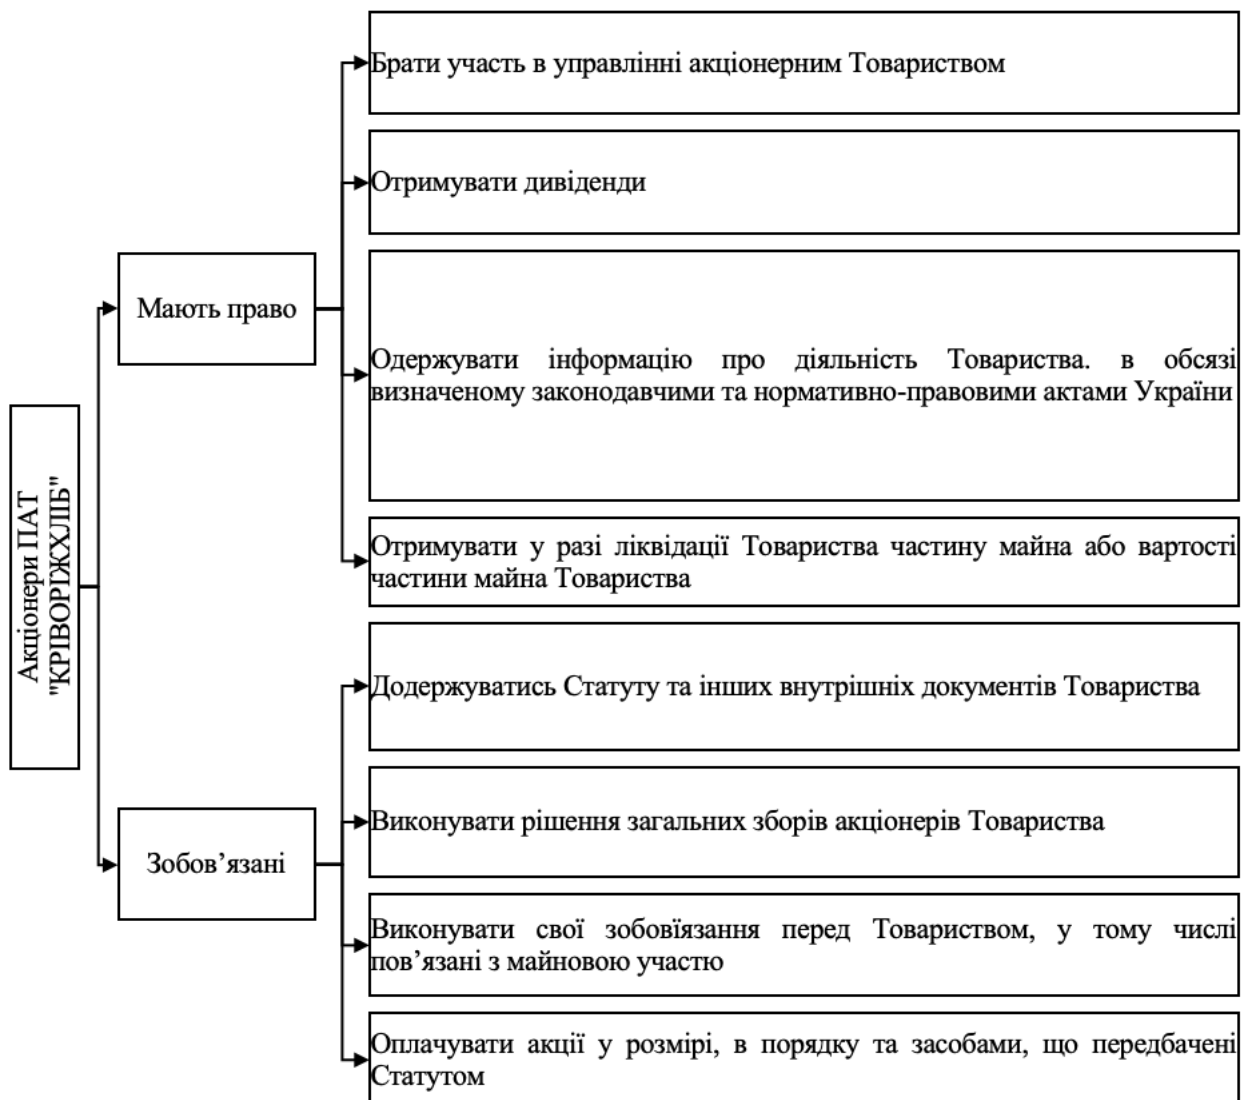 Акціонери ПАТ
"КРІВОРІЖХЛІБ"
Мають право
Брати участь в управлінні акціонерним Товариством
Отримувати дивіденди
Одержувати інформацію про діяльність Товариства. в обсязі
визначеному законодавчими та нормативно-правовими актами України
Отримувати у разі ліквідації Товариства частину майна або вартості
частини майна Товариства
Зобов’язані
Додержуватись Статуту та інших внутрішніх документів Товариства
Виконувати рішення загальних зборів акціонерів Товариства
Виконувати свої зобовїязання перед Товариством, у тому числі
пов’язані з майновою участю
Оплачувати акції у розмірі, в порядку та засобами, що передбачені
Статутом